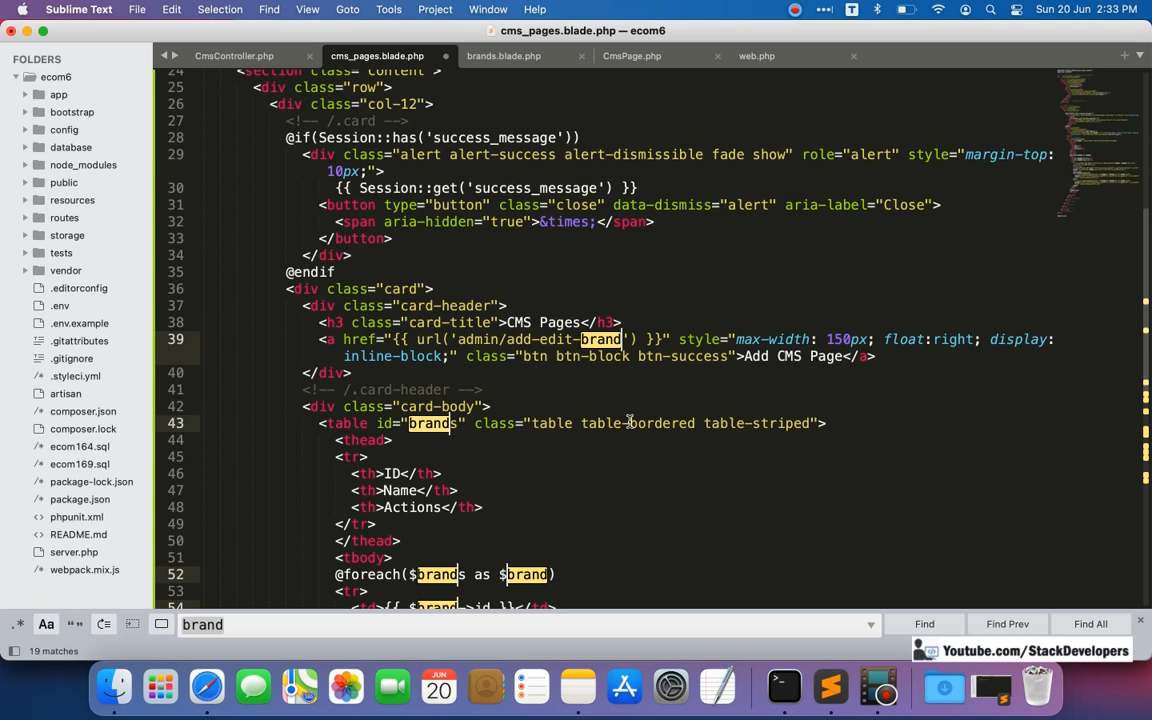 Sublime Text File Edit Selection Find View Goto Tools Project Window Help
Sun 20 Jun 2:33 PM
cms_pages.blade.php — ecom6
FOLDERS
ecom6
app
bootstrap
config
database
node_modules
public
resources
routes
storage
tests
vendor
.editorconfig
.env
.env.example
.gitattributes
.gitignore
.styleci.yml
artisan
composer.json
composer.lock
ecom164.sql
ecom169.sql
package-lock.json
package.json
phpunit.xml
README.md
server.php
webpack.mix.js
CmsController.php
cms_pages.blade.php
brands.blade.php
CmsPage.php
web.php
24 <section class="content">
25 <div class="row">
26 <div class="col-12">
27 <!-- /.card -->
28 @if(Session::has('success_message'))
29 <div class="alert alert-success alert-dismissible fade show" role="alert" style="margin-top:
10px;">
30 {{ Session::get('success_message') }}
31 <button type="button" class="close" data-dismiss="alert" aria-label="Close">
32 <span aria-hidden="true">&times;</span>
33 </button>
34 </div>
35 @endif
36 <div class="card">
37 <div class="card-header">
38 <h3 class="card-title">CMS Pages</h3>
39 <a href="{{ url('admin/add-edit-brand') }}" style="max-width: 150px; float:right; display:
inline-block;" class="btn btn-block btn-success">Add CMS Page</a>
40 </div>
41 <!-- /.card-header -->
42 <div class="card-body">
43 <table id="brands" class="table table-bordered table-striped">
44 <thead>
45 <tr>
46 <th>ID</th>
47 <th>Name</th>
48 <th>Actions</th>
49 </tr>
50 </thead>
51 <tbody>
52 @foreach($brands as $brand)
53 <tr>
54 <td>{{ $brand->id }}</td>
.* Aa “”
brand
Find
Find Prev
Find All
19 matches
Youtube.com/StackDevelopers
JUN
20